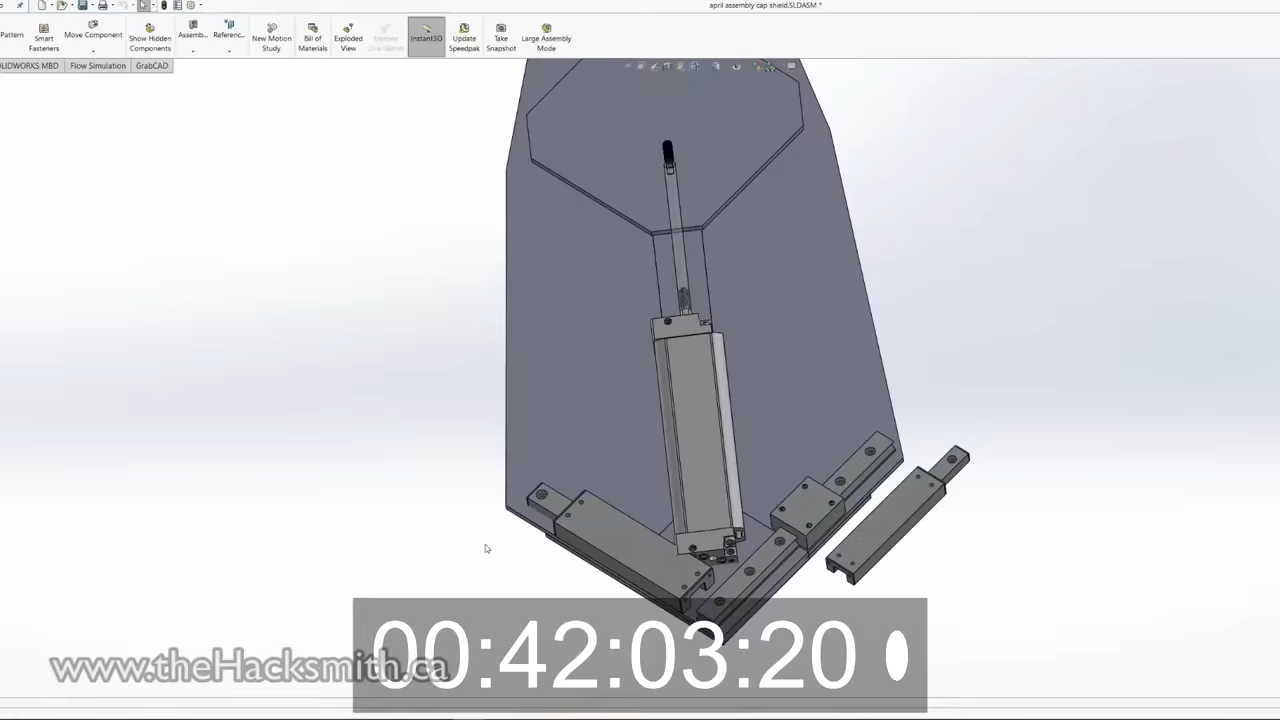 april assembly cap shield.SLDASM *
Pattern
Smart Fasteners
Move Component
Show Hidden Components
Assemb...
Referenc...
New Motion Study
Bill of Materials
Exploded View
Instant3D
Update Speedpak
Take Snapshot
Large Assembly Mode
OLIDWORKS MBD
Flow Simulation
GrabCAD
www.theHacksmith.ca
00:42:03:20